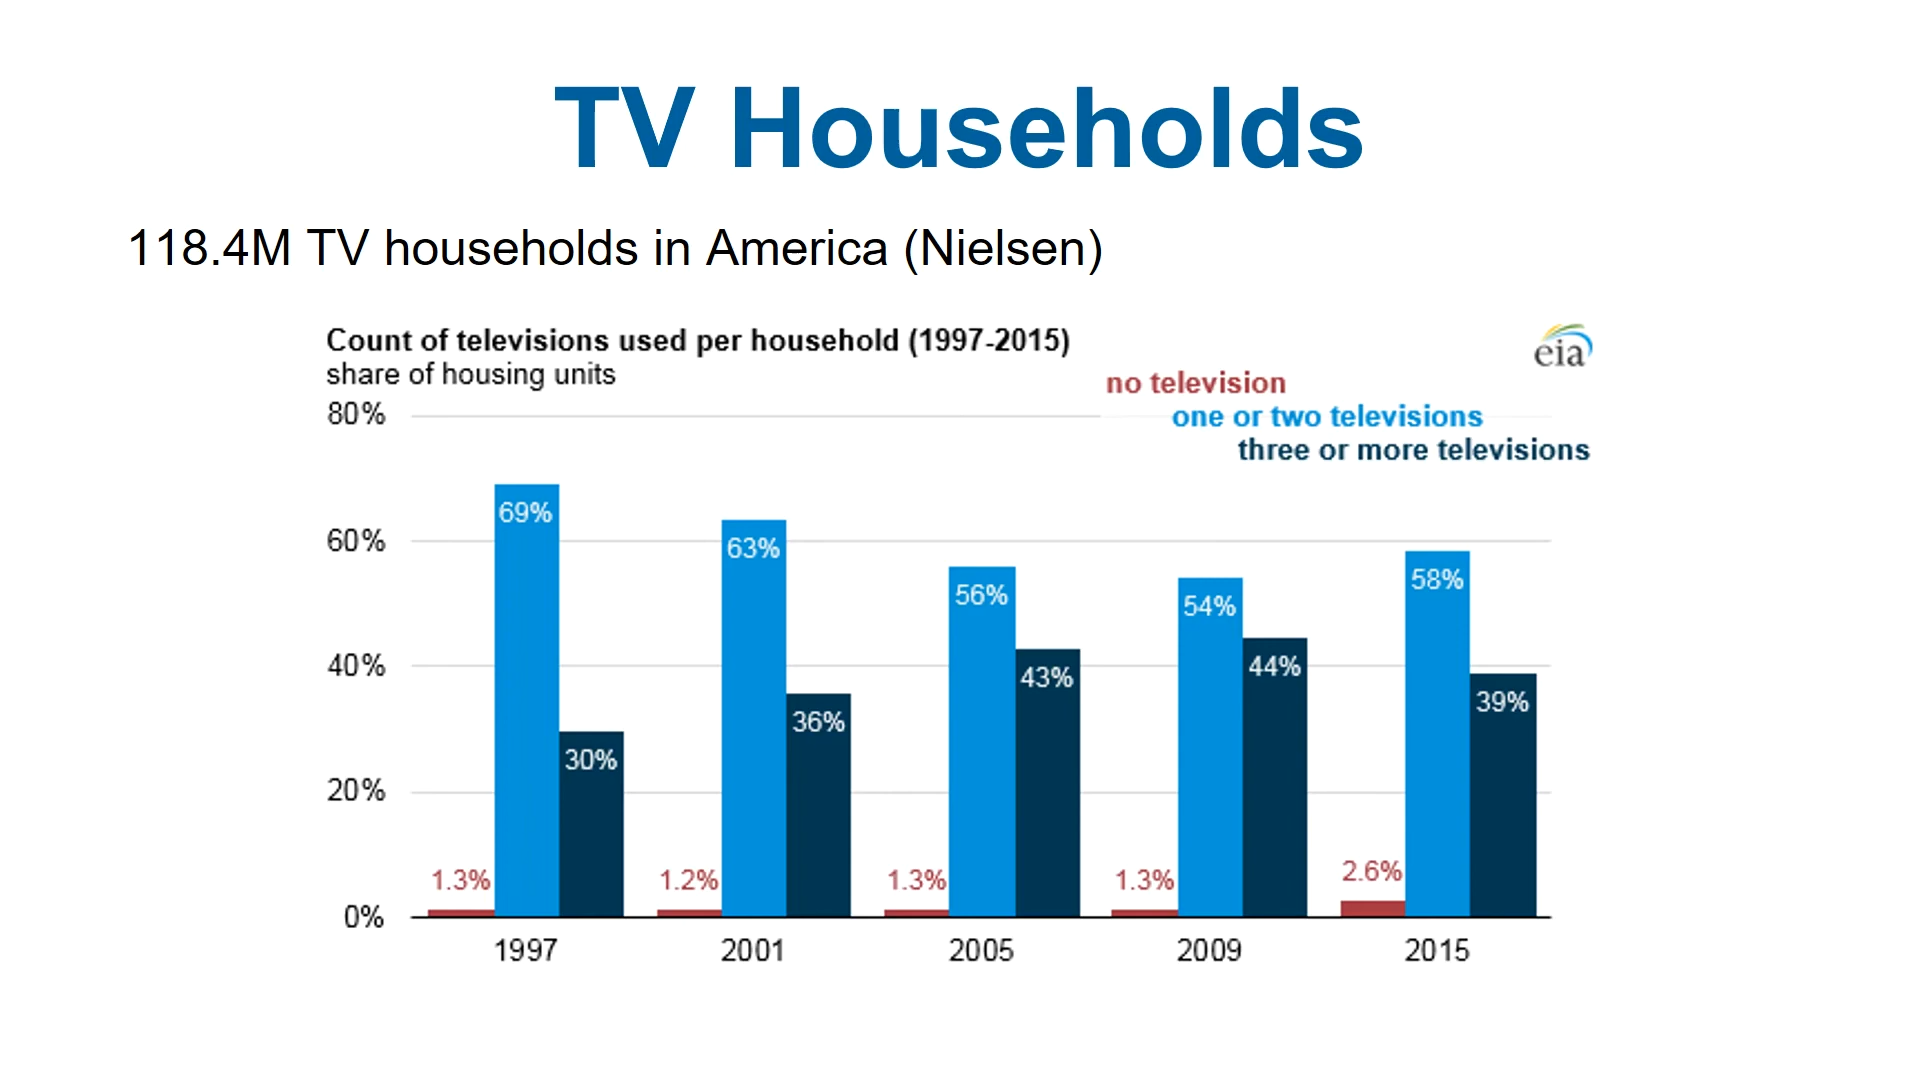 TV Households
118.4M TV households in America (Nielsen)
Count of televisions used per household (1997-2015)
share of housing units
eia
no television
one or two televisions
three or more televisions
80%
60%
40%
20%
0%
1.3% 69% 30%
1.2% 63% 36%
1.3% 56% 43%
1.3% 54% 44%
2.6% 58% 39%
1997 2001 2005 2009 2015